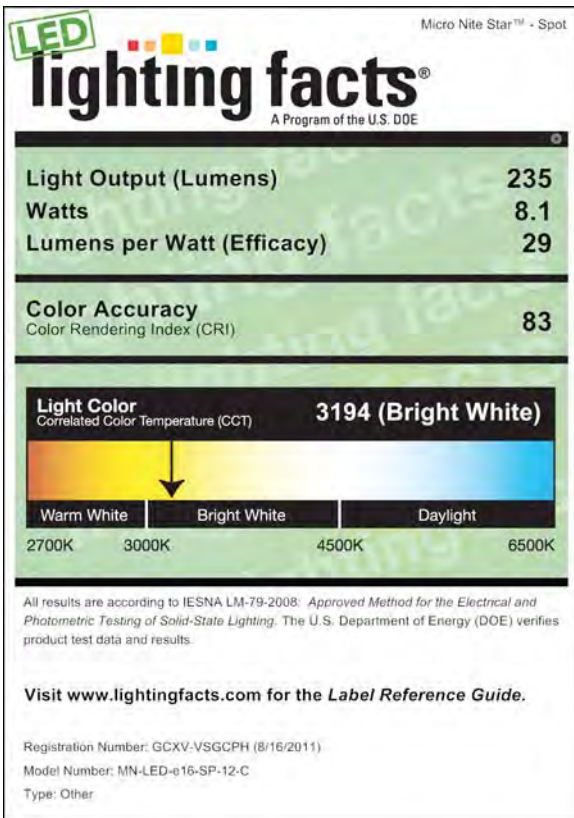 Micro Nite Star™ - Spot
LED
lighting facts®
A Program of the U.S. DOE
Light Output (Lumens) 235
Watts 8.1
Lumens per Watt (Efficacy) 29
Color Accuracy
Color Rendering Index (CRI) 83
Light Color
Correlated Color Temperature (CCT) 3194 (Bright White)
Warm White Bright White Daylight
2700K 3000K 4500K 6500K
All results are according to IESNA LM-79-2008: Approved Method for the Electrical and
Photometric Testing of Solid-State Lighting. The U.S. Department of Energy (DOE) verifies
product test data and results.
Visit www.lightingfacts.com for the Label Reference Guide.
Registration Number: GCXV-VSGCPH (8/16/2011)
Model Number: MN-LED-e16-SP-12-C
Type: Other